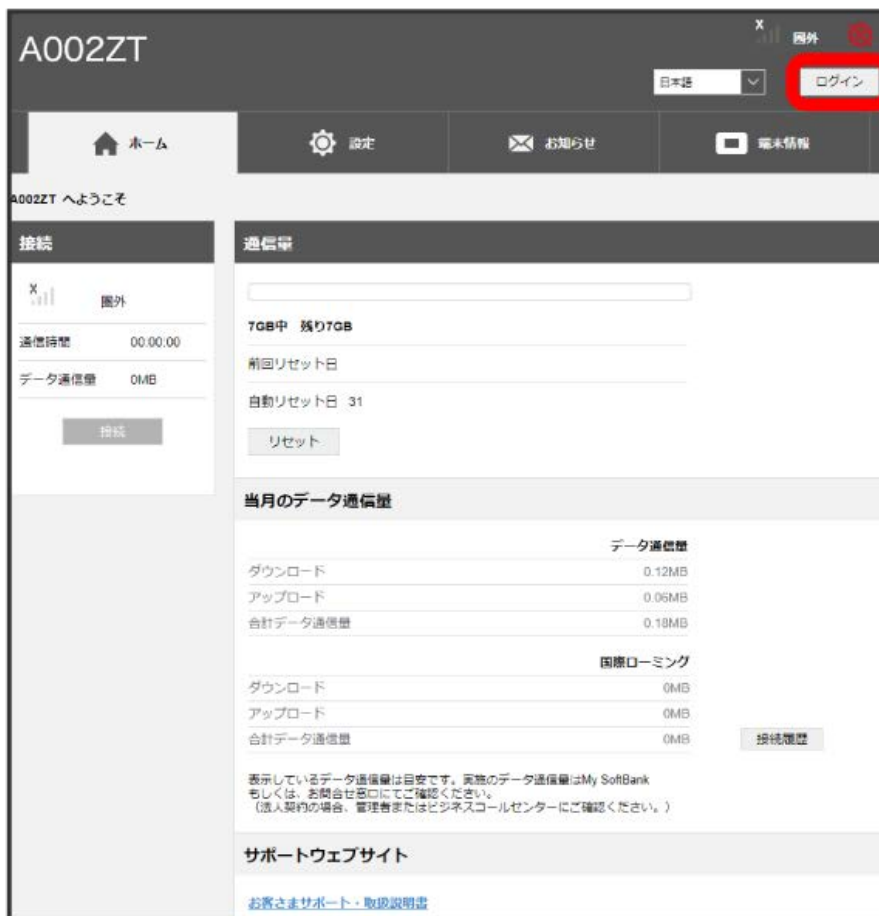 A002ZT
x
圏外
日本語
ログイン
ホーム
設定
お知らせ
端末情報
A002ZT へようこそ
接続
通信量
x
圏外
通信時間 00:00:00
データ通信量 0MB
接続
7GB中 残り7GB
前回リセット日
自動リセット日 31
リセット
当月のデータ通信量
データ通信量
ダウンロード 0.12MB
アップロード 0.06MB
合計データ通信量 0.18MB
国際ローミング
ダウンロード 0MB
アップロード 0MB
合計データ通信量 0MB
接続履歴
表示しているデータ通信量は目安です。実施のデータ通信量はMy SoftBank
もしくは、お問合せ窓口にてご確認ください。
（法人契約の場合、管理者またはビジネスコールセンターにご確認ください。）
サポートウェブサイト
お客さまサポート・取扱説明書